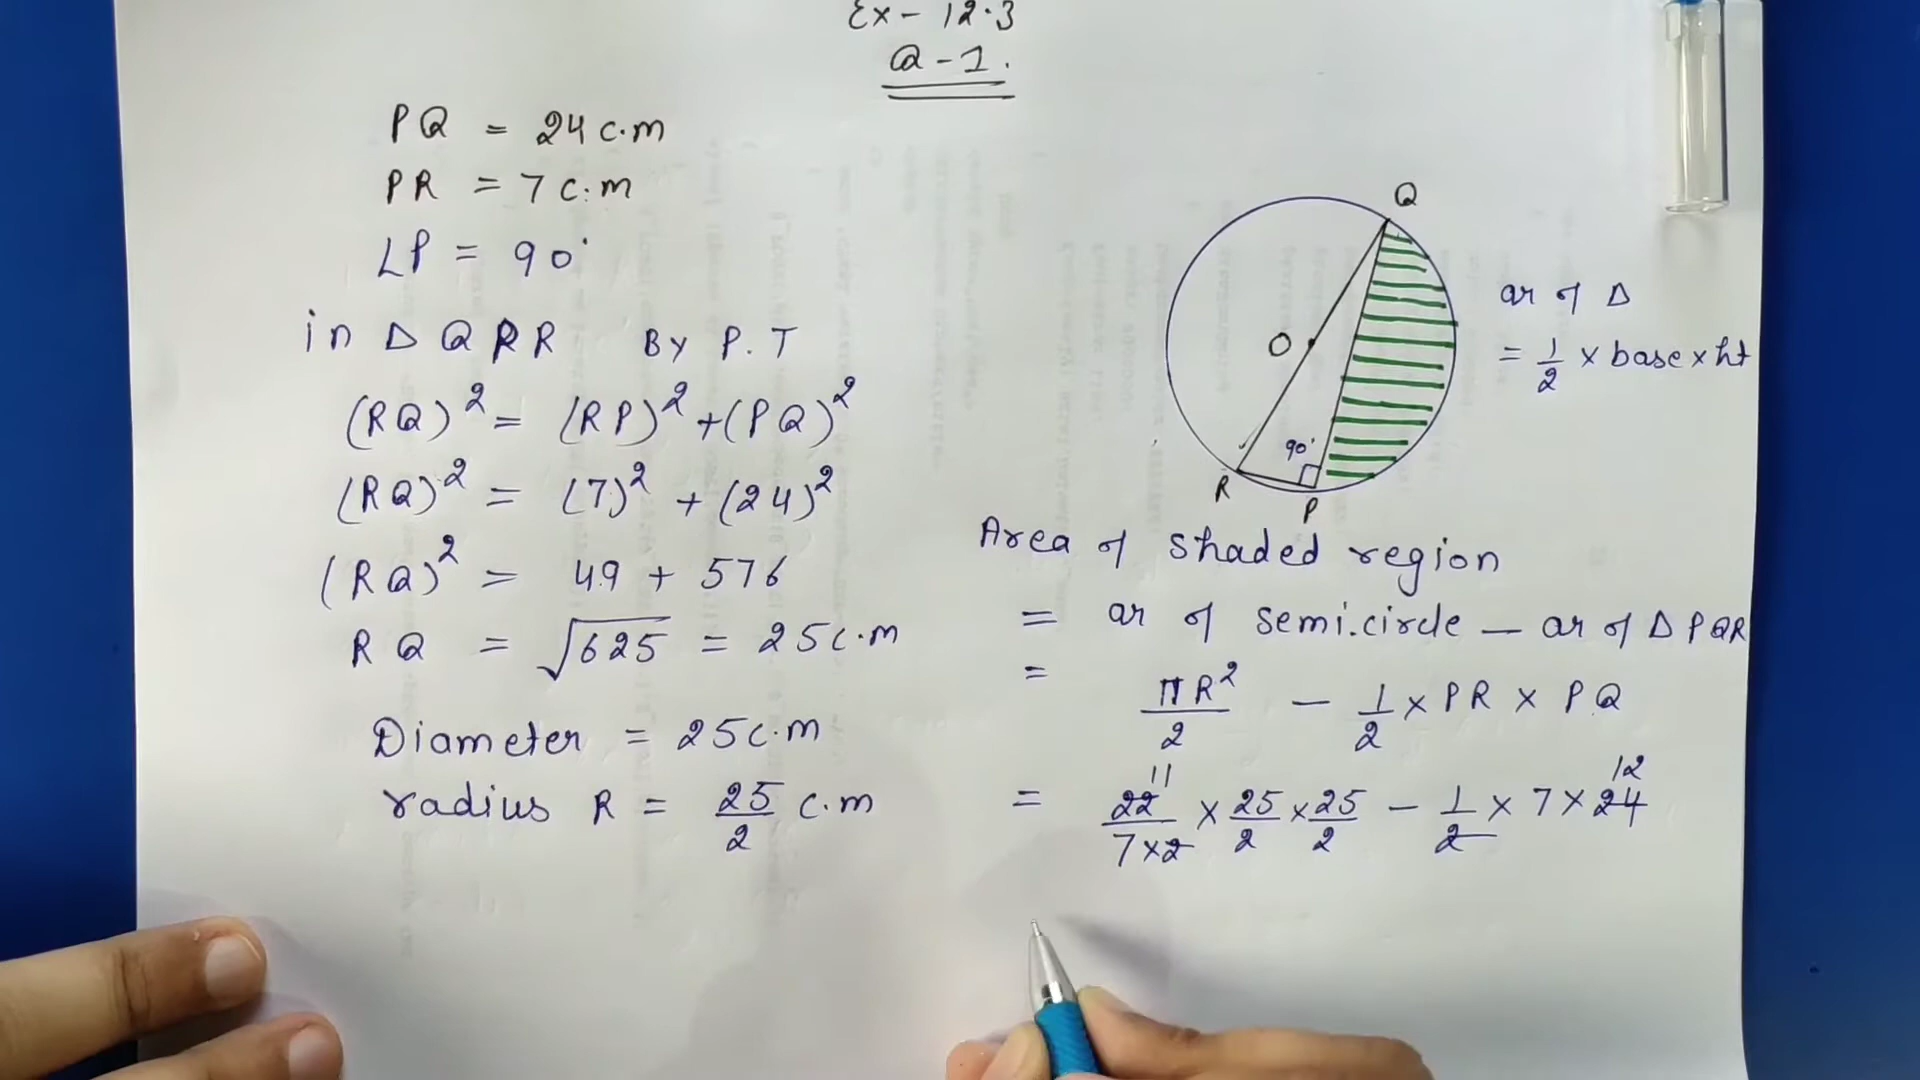 Ex - 12.3
Q - 1.
PQ = 24 c.m
PR = 7 c.m
∠P = 90°
in Δ QPR By P.T
(RQ)² = (RP)² + (PQ)²
(RQ)² = (7)² + (24)²
(RQ)² = 49 + 576
RQ = √625 = 25 c.m
Diameter = 25 c.m
radius R = 25/2 c.m
Q
O
90°
R
P
ar of Δ
= 1/2 × base × ht
Area of shaded region
= ar of semi.circle — ar of Δ PQR
= πR²/2 — 1/2 × PR × PQ
11 12
= 22/7×2 × 25/2 × 25/2 — 1/2 × 7 × 24